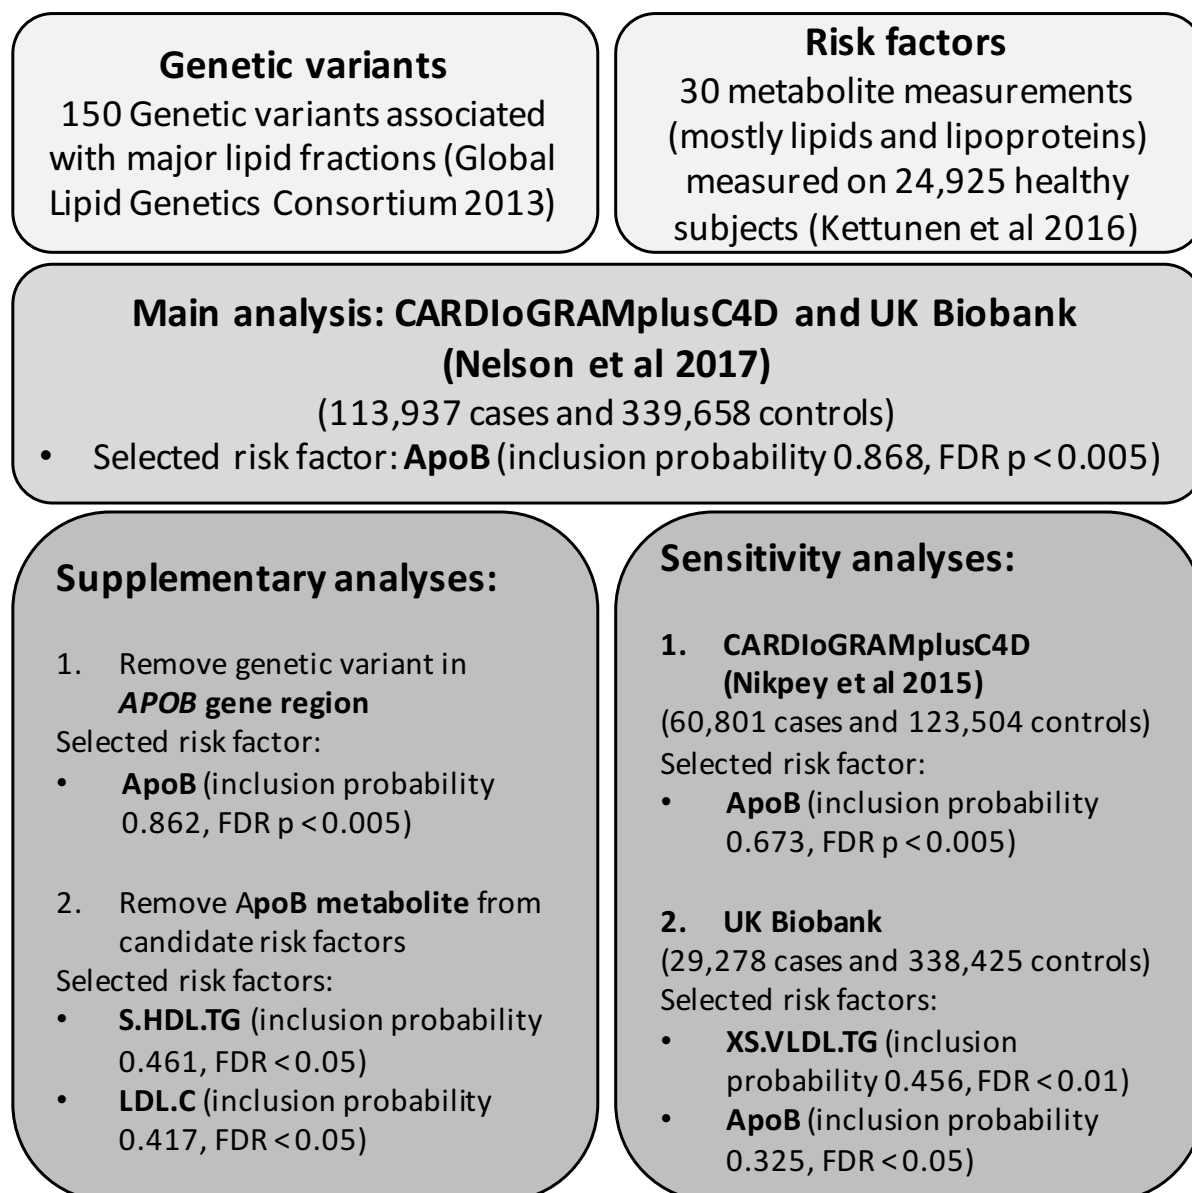 Genetic variants
150 Genetic variants associated
with major lipid fractions (Global
Lipid Genetics Consortium 2013)
Risk factors
30 metabolite measurements
(mostly lipids and lipoproteins)
measured on 24,925 healthy
subjects (Kettunen et al 2016)
Main analysis: CARDIoGRAMplusC4D and UK Biobank
(Nelson et al 2017)
(113,937 cases and 339,658 controls)
• Selected risk factor: ApoB (inclusion probability 0.868, FDR p < 0.005)
Supplementary analyses:
1. Remove genetic variant in
APOB gene region
Selected risk factor:
• ApoB (inclusion probability
0.862, FDR p < 0.005)
2. Remove ApoB metabolite from
candidate risk factors
Selected risk factors:
• S.HDL.TG (inclusion probability
0.461, FDR < 0.05)
• LDL.C (inclusion probability
0.417, FDR < 0.05)
Sensitivity analyses:
1. CARDIoGRAMplusC4D
(Nikpey et al 2015)
(60,801 cases and 123,504 controls)
Selected risk factor:
• ApoB (inclusion probability
0.673, FDR p < 0.005)
2. UK Biobank
(29,278 cases and 338,425 controls)
Selected risk factors:
• XS.VLDL.TG (inclusion
probability 0.456, FDR < 0.01)
• ApoB (inclusion probability
0.325, FDR < 0.05)